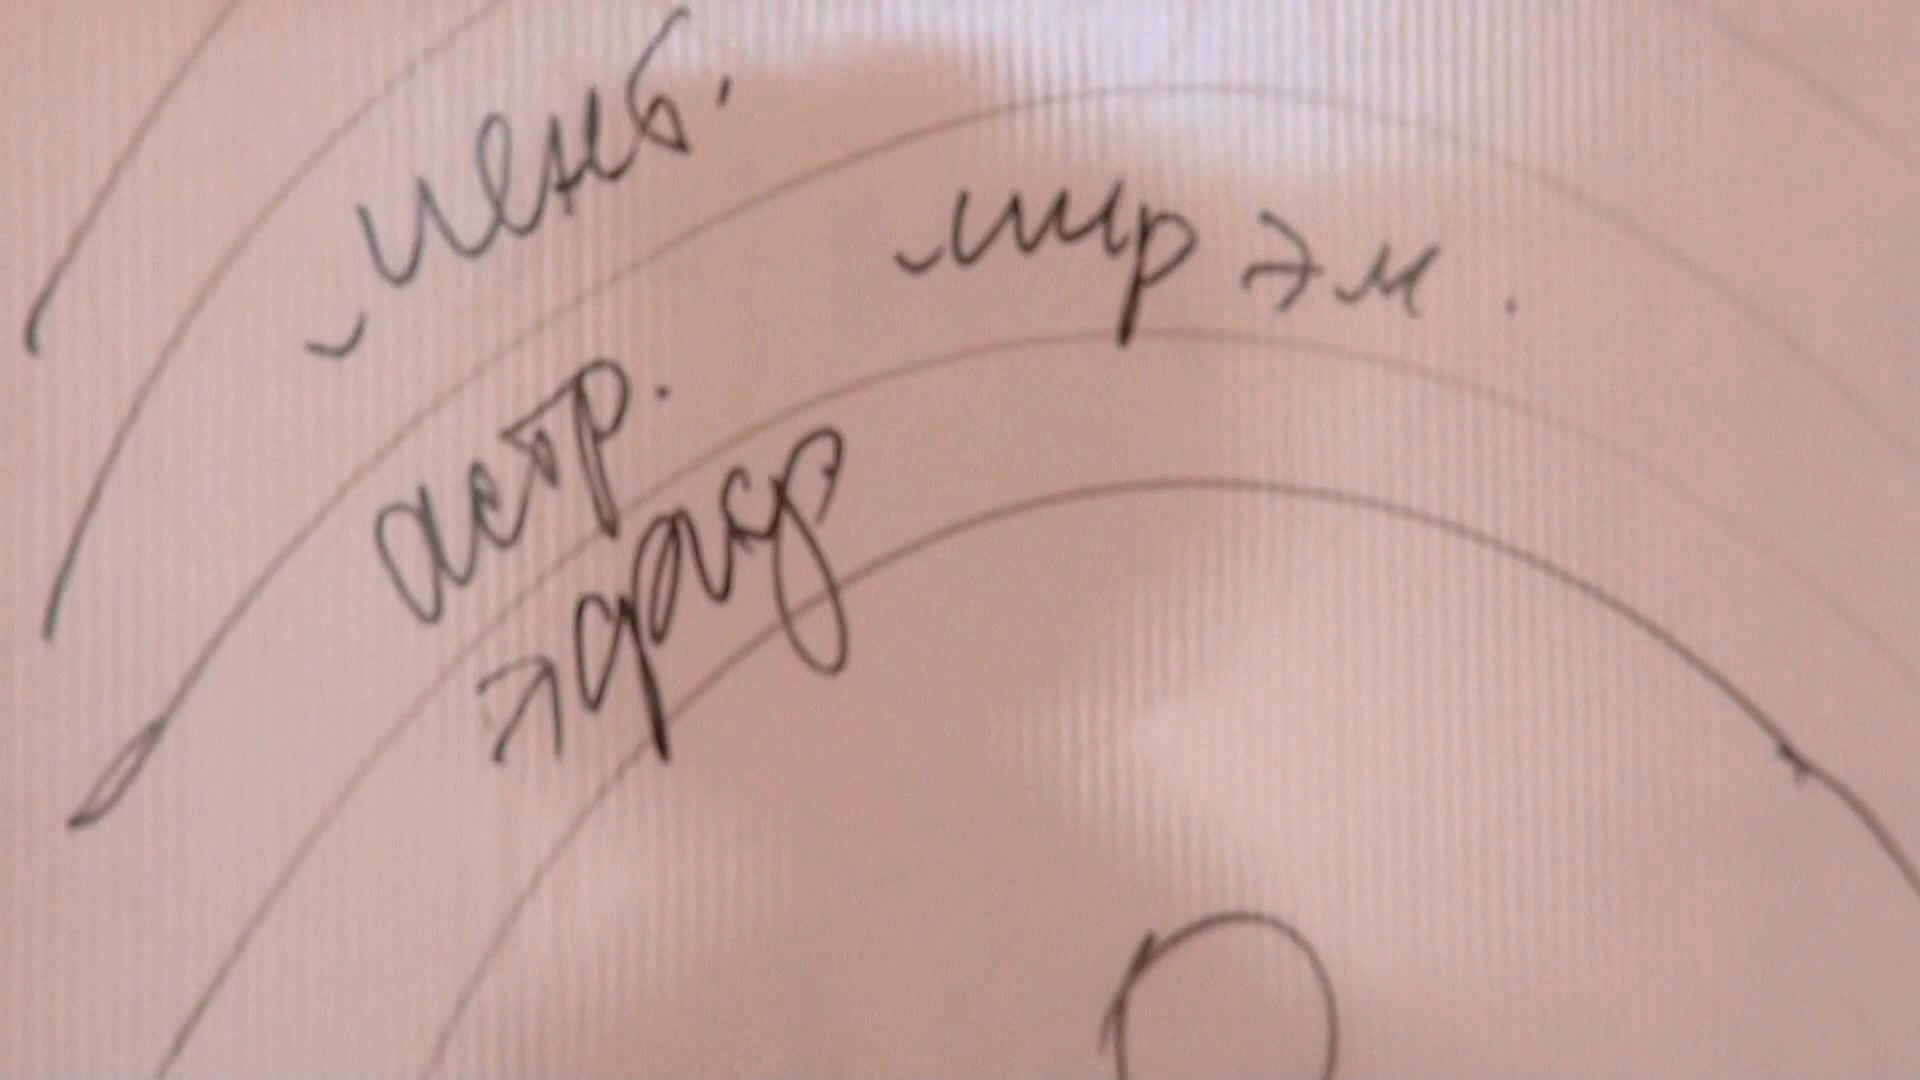 мент.
мир эм.
астр.
эфир